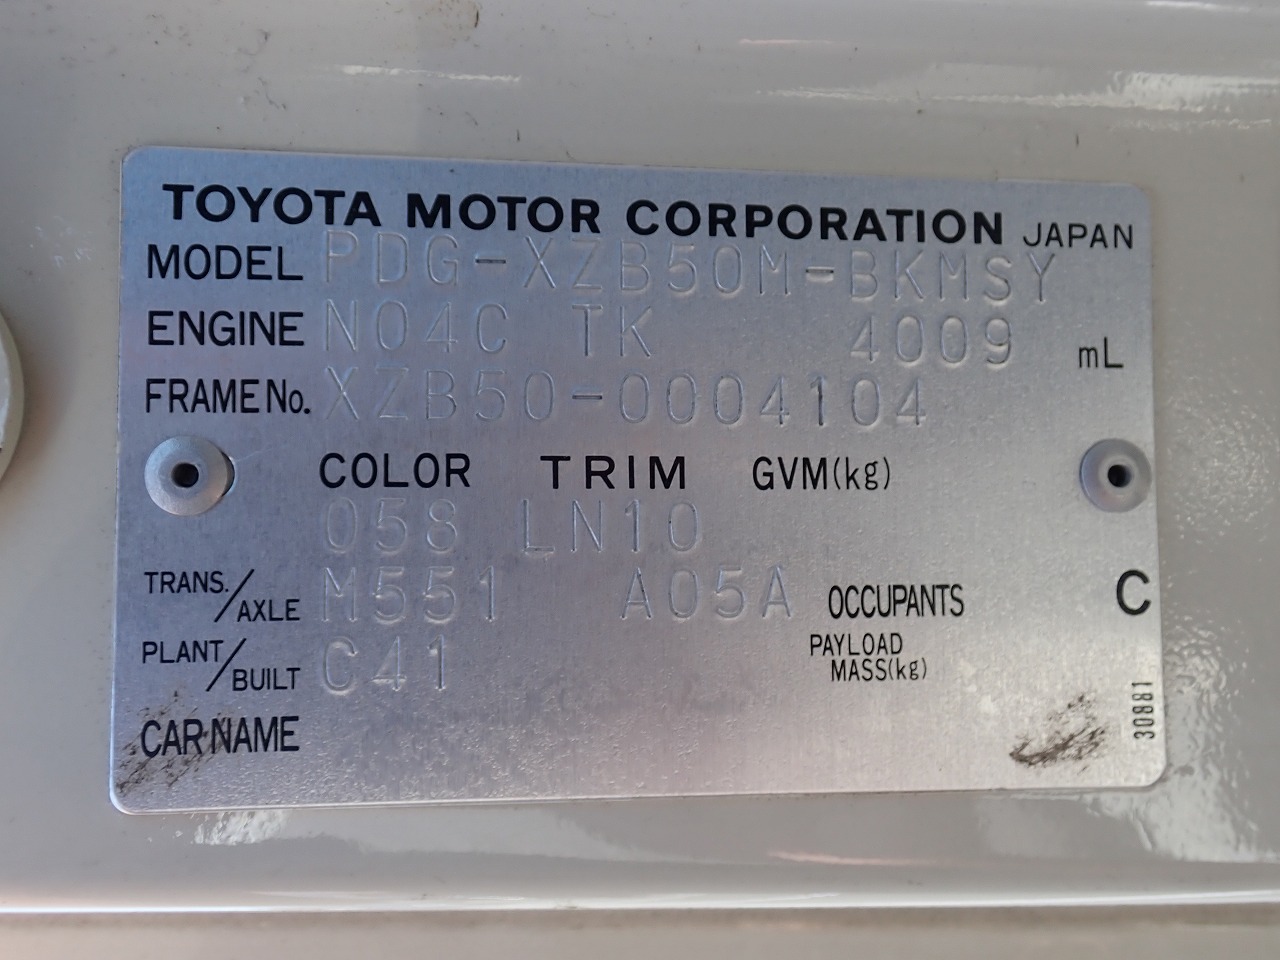 TOYOTA MOTOR CORPORATION JAPAN
MODEL PDG-XZB50M-BKMSY
ENGINE N04C TK 4009 mL
FRAME No. XZB50-0004104
COLOR TRIM GVM(kg)
058 LN10
TRANS./AXLE M551 A05A OCCUPANTS C
PLANT/BUILT C41 PAYLOAD MASS(kg)
CAR NAME
30881